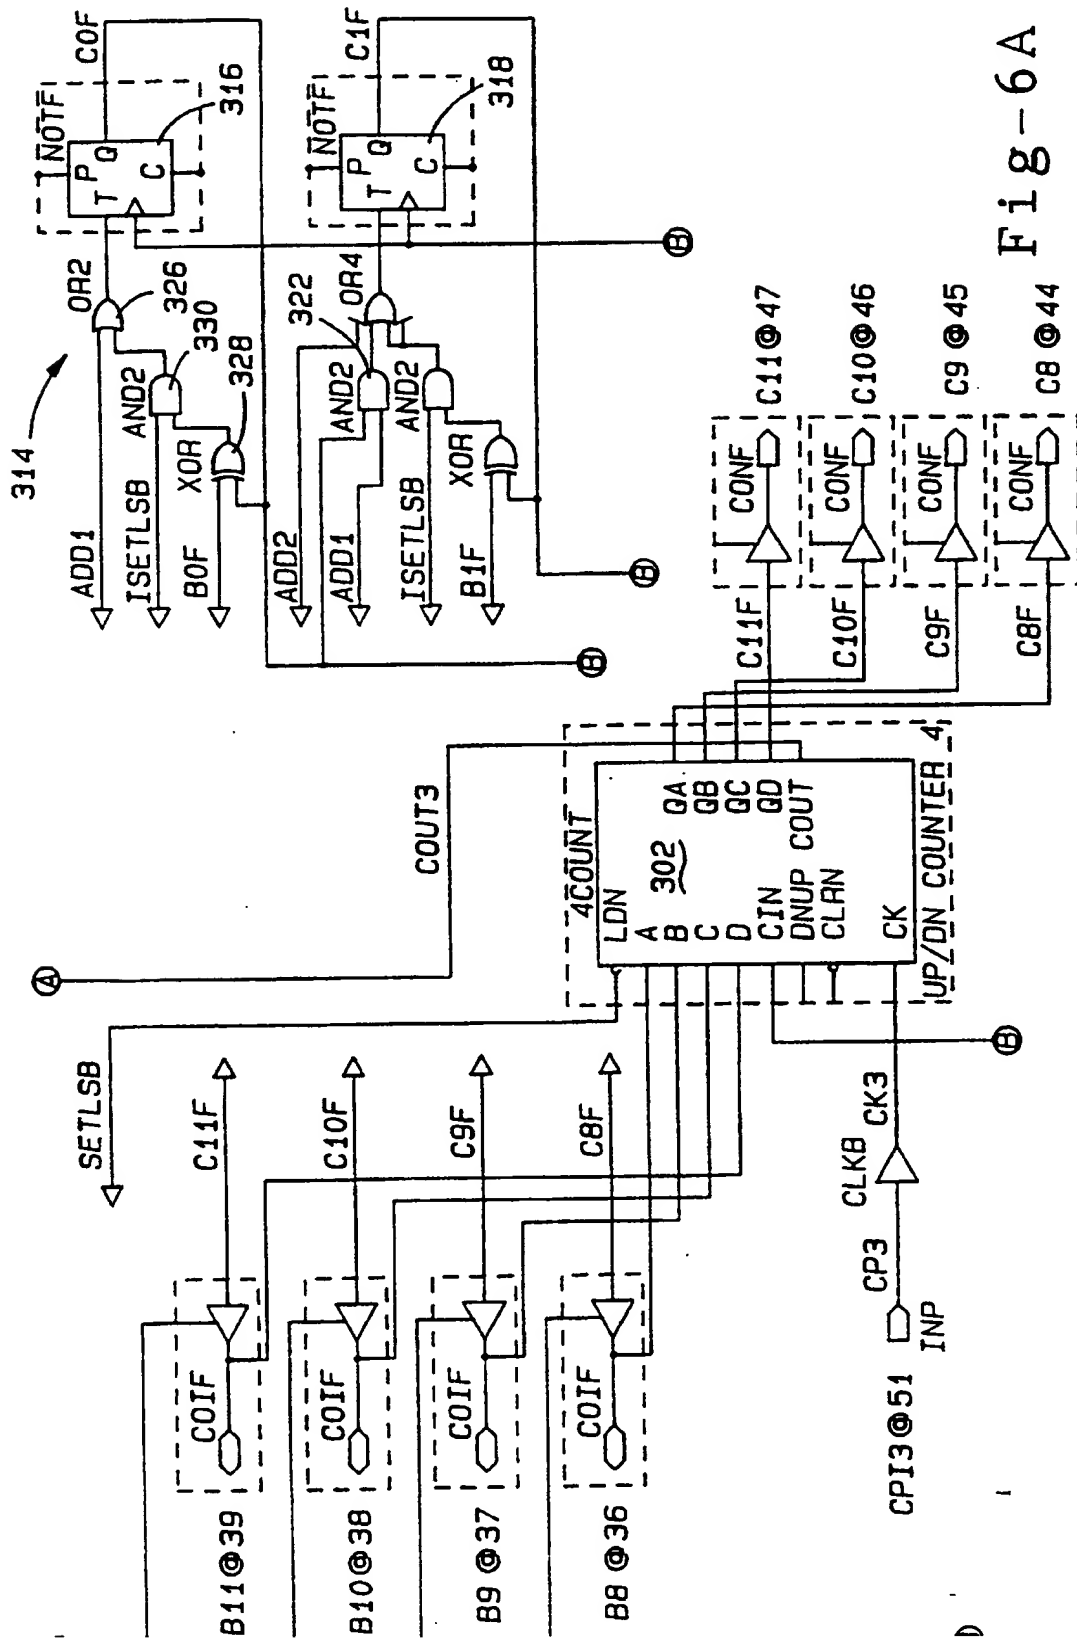 314
ADD1
OR2
326
ISETLSB
AND2
330
B0F
XOR
328
NOTF
P
T
Q
C
316
C0F
ADD2
ADD1
AND2
322
OR4
ISETLSB
AND2
B1F
XOR
NOTF
P
T
Q
C
318
C1F
B
B
B
A
COUT3
SETLSB
B11@39
COIF
C11F
B10@38
COIF
C10F
B9@37
COIF
C9F
B8@36
COIF
C8F
4COUNT
LDN
A
B
C
D
CIN
DNUP
CLRN
CK
302
QA
QB
QC
QD
COUT
UP/DN COUNTER 4
B
CPI3@51
INP
CP3
CLKB
CK3
C11F
CONF
C11@47
C10F
CONF
C10@46
C9F
CONF
C9@45
C8F
CONF
C8@44
Fig-6A